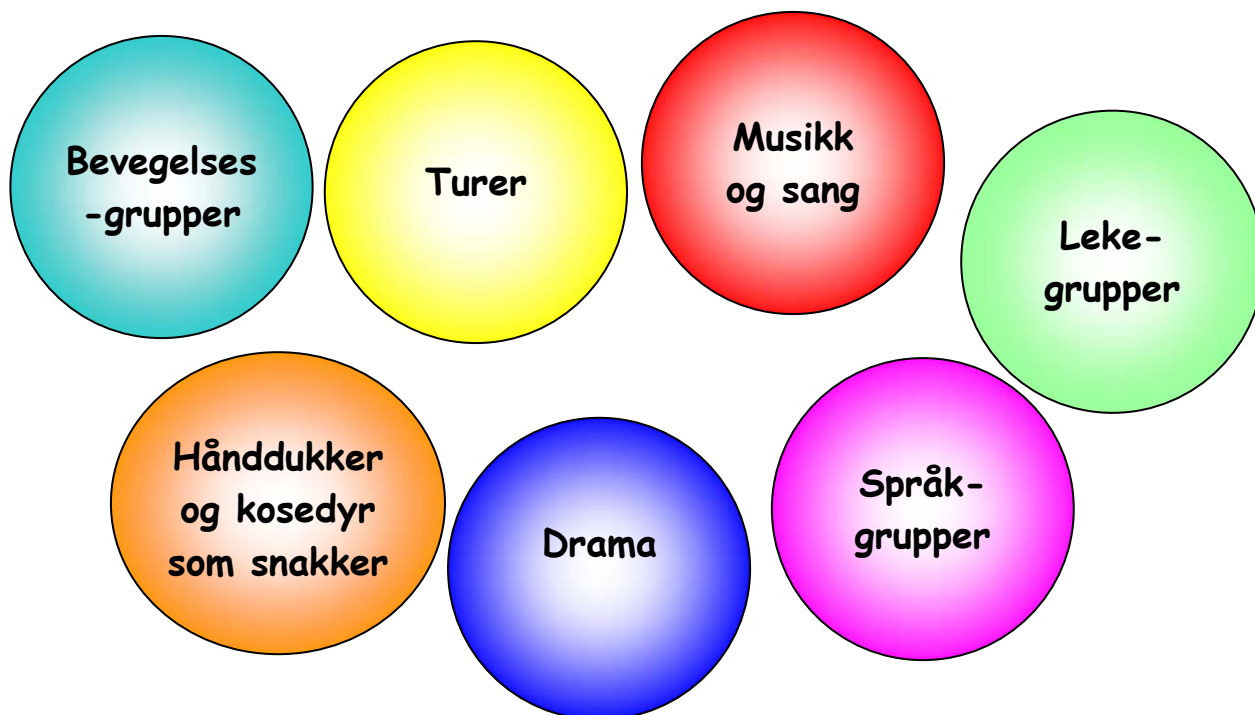 Bevegelses
-grupper
Turer
Musikk
og sang
Leke-
grupper
Hånddukker
og kosedyr
som snakker
Drama
Språk-
grupper